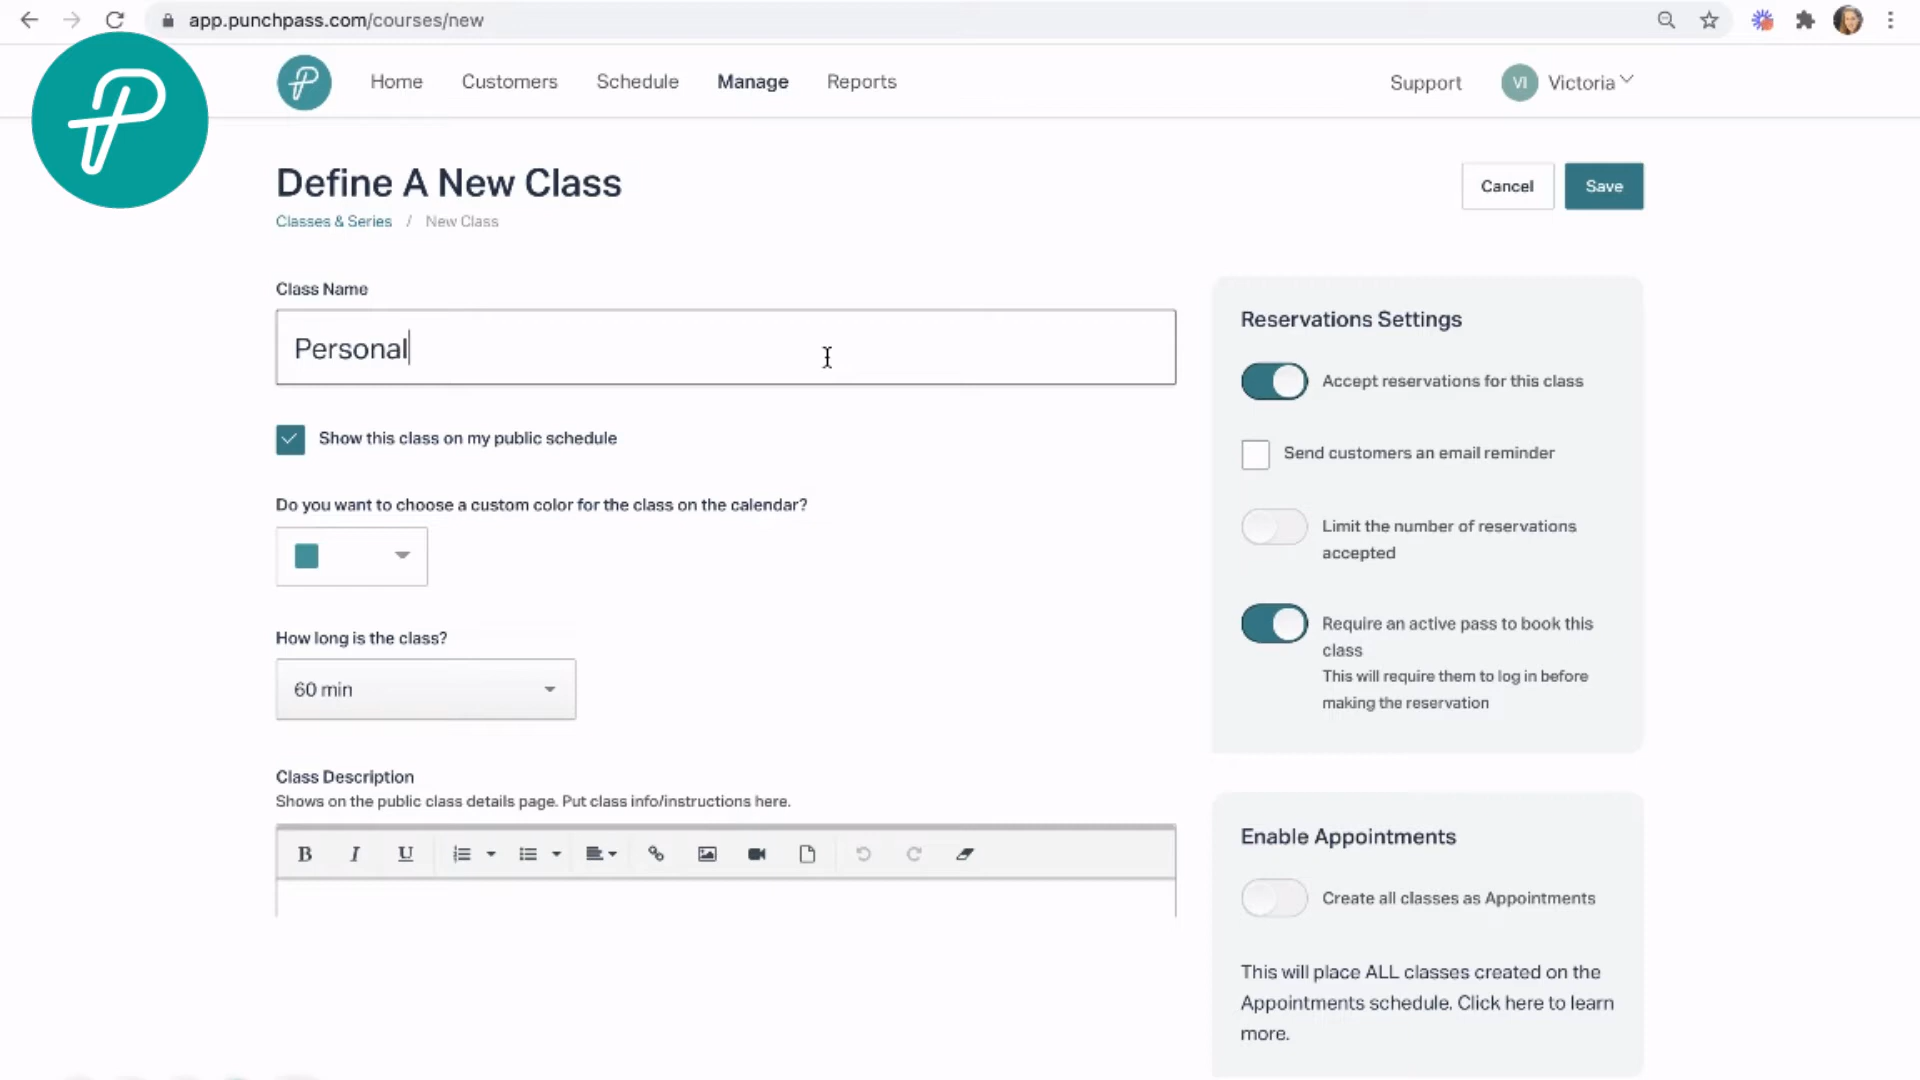 app.punchpass.com/courses/new
Home Customers Schedule Manage Reports
Support VI Victoria
Define A New Class
Cancel Save
Classes & Series / New Class
Class Name
Personal
Show this class on my public schedule
Do you want to choose a custom color for the class on the calendar?
How long is the class?
60 min
Class Description
Shows on the public class details page. Put class info/instructions here.
B I U
Reservations Settings
Accept reservations for this class
Send customers an email reminder
Limit the number of reservations
accepted
Require an active pass to book this
class
This will require them to log in before
making the reservation
Enable Appointments
Create all classes as Appointments
This will place ALL classes created on the
Appointments schedule. Click here to learn
more.